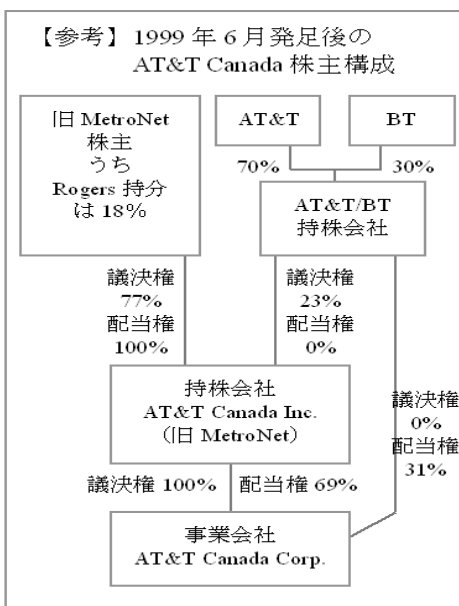 【参考】 1999 年 6 月発足後の
AT&T Canada 株主構成
旧 MetroNet
株主
うち
Rogers 持分
は 18%
AT&T
BT
70%
30%
AT&T/BT
持株会社
議決権
77%
配当権
100%
議決権
23%
配当権
0%
持株会社
AT&T Canada Inc.
（旧 MetroNet）
議決権
0%
配当権
31%
議決権 100%
配当権 69%
事業会社
AT&T Canada Corp.